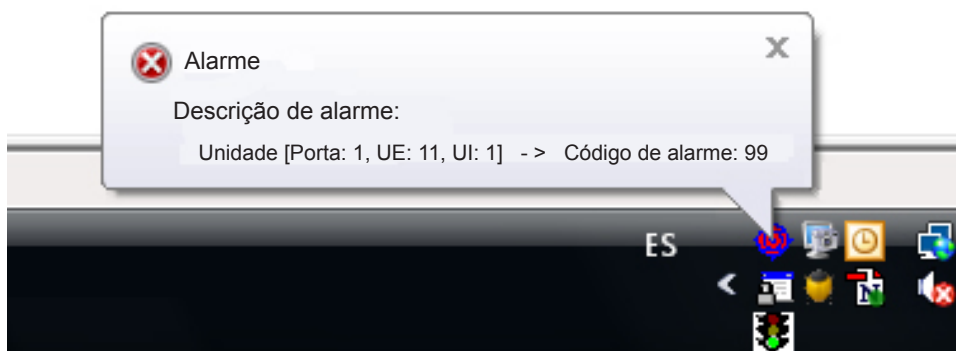 Alarme
Descrição de alarme:
Unidade [Porta: 1, UE: 11, UI: 1] - > Código de alarme: 99
ES
N